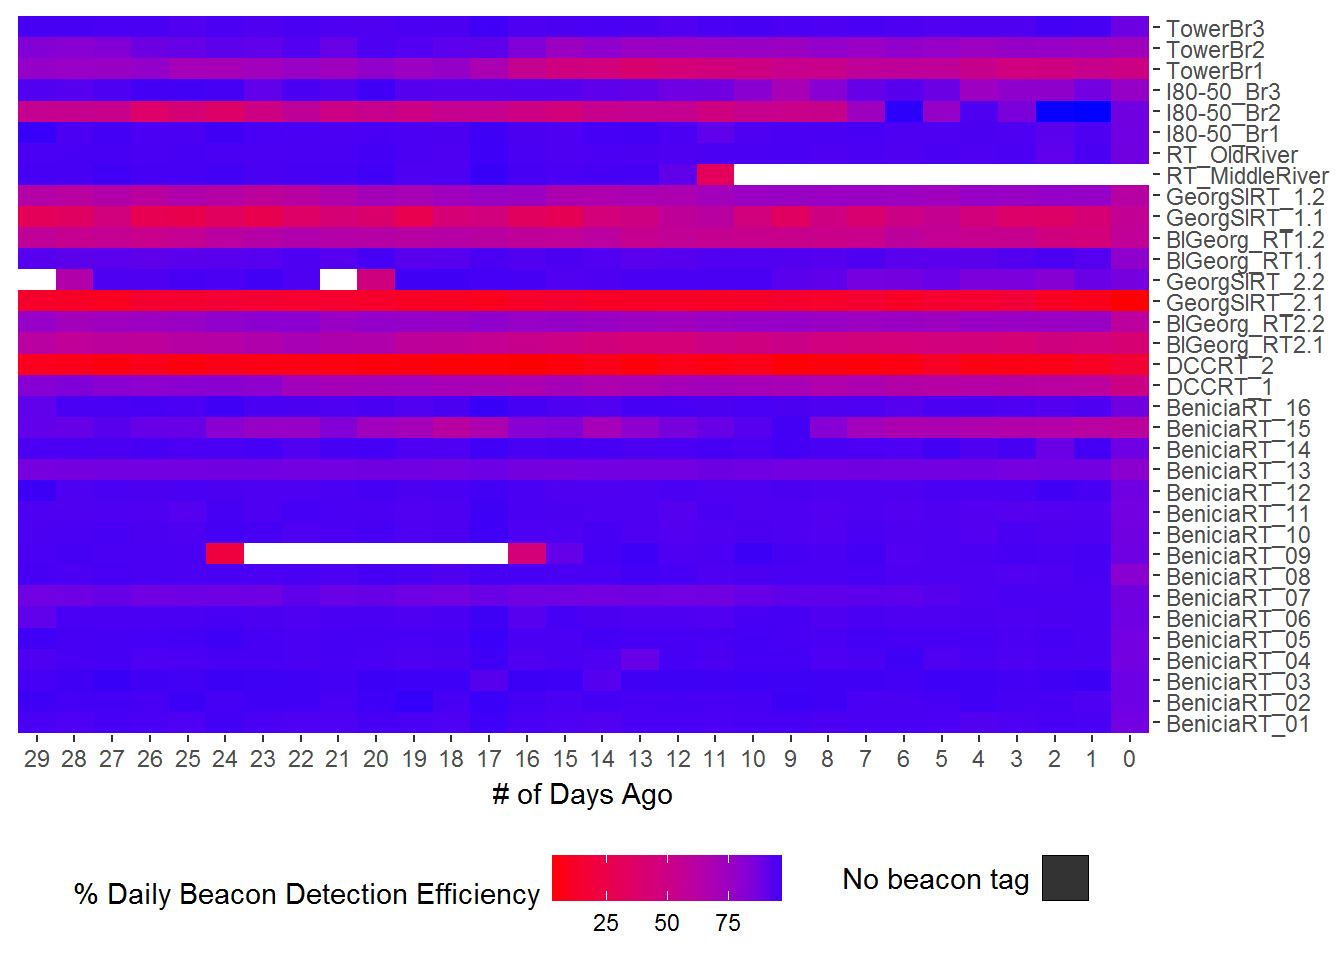 TowerBr3
TowerBr2
TowerBr1
I80-50_Br3
I80-50_Br2
I80-50_Br1
RT_OldRiver
RT_MiddleRiver
GeorgSlRT_1.2
GeorgSlRT_1.1
BlGeorg_RT1.2
BlGeorg_RT1.1
GeorgSlRT_2.2
GeorgSlRT_2.1
BlGeorg_RT2.2
BlGeorg_RT2.1
DCCRT_2
DCCRT_1
BeniciaRT_16
BeniciaRT_15
BeniciaRT_14
BeniciaRT_13
BeniciaRT_12
BeniciaRT_11
BeniciaRT_10
BeniciaRT_09
BeniciaRT_08
BeniciaRT_07
BeniciaRT_06
BeniciaRT_05
BeniciaRT_04
BeniciaRT_03
BeniciaRT_02
BeniciaRT_01
29 28 27 26 25 24 23 22 21 20 19 18 17 16 15 14 13 12 11 10 9 8 7 6 5 4 3 2 1 0
# of Days Ago
% Daily Beacon Detection Efficiency
25 50 75
No beacon tag